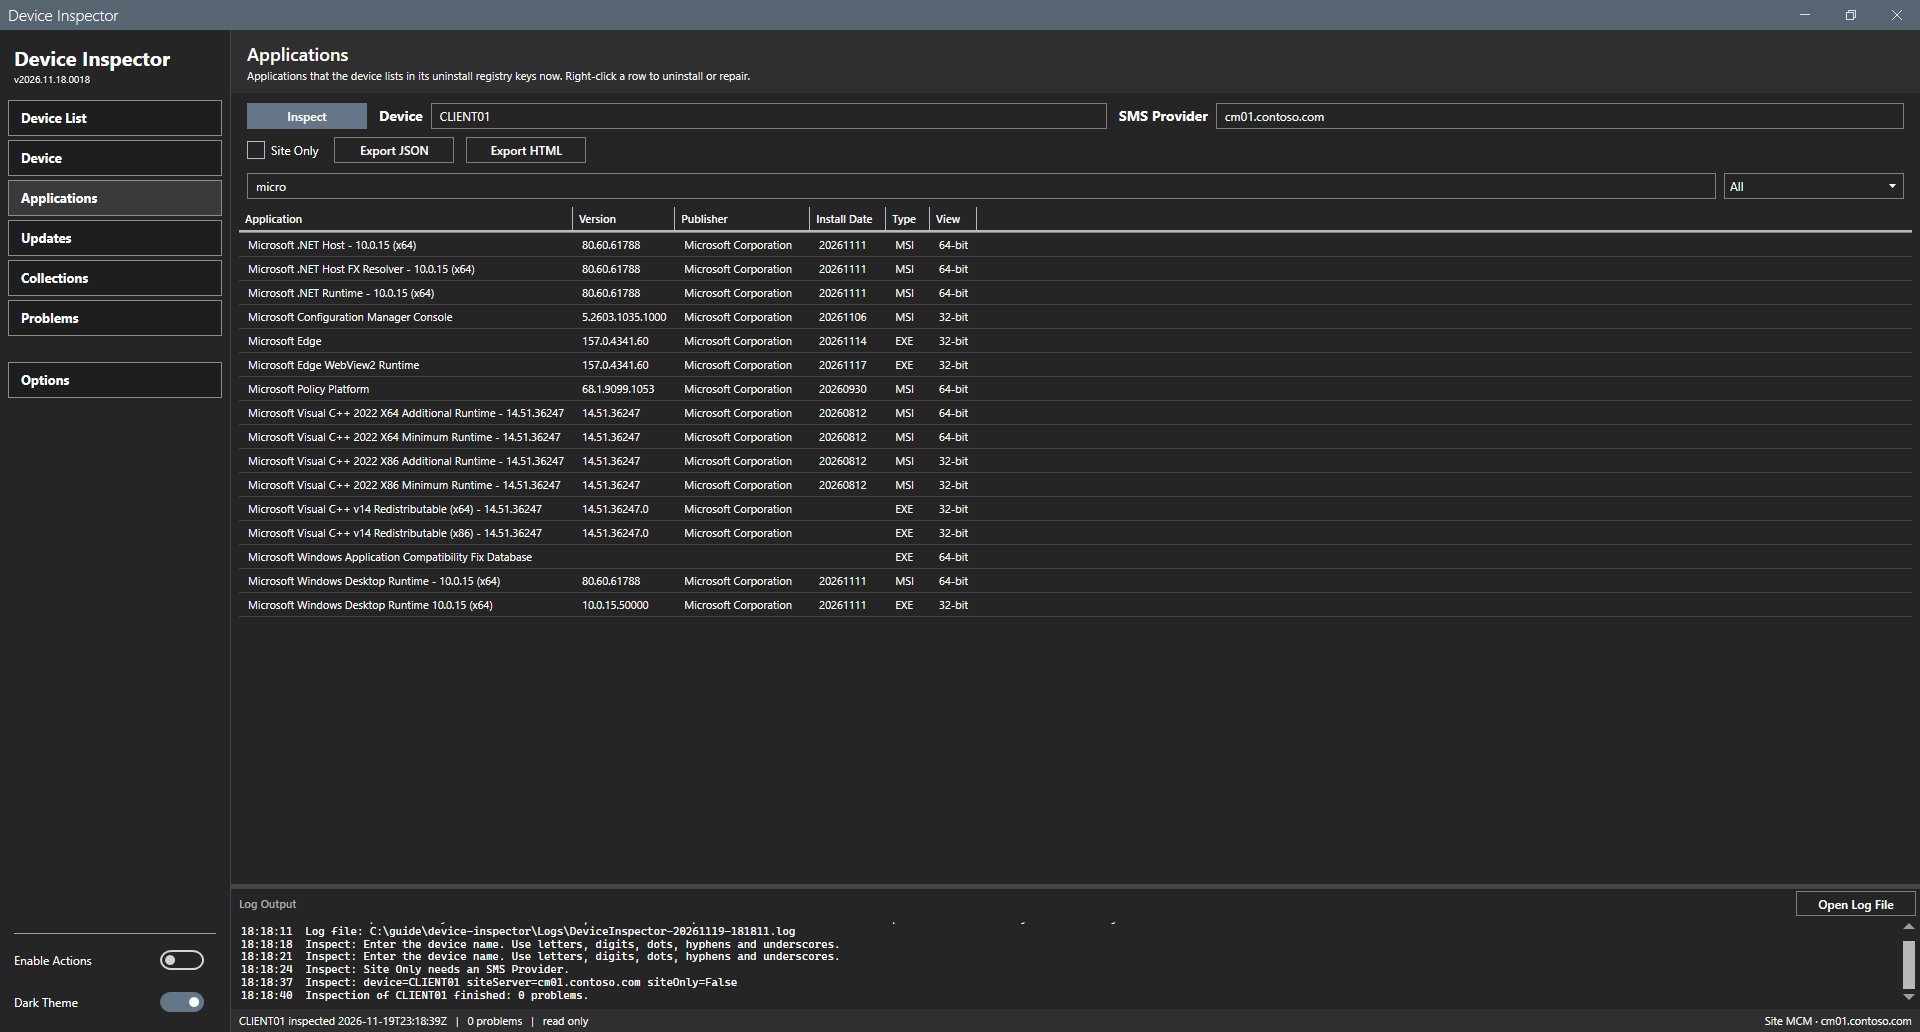 Device Inspector
Device Inspector
v2026.11.18.0018
Device List
Device
Applications
Updates
Collections
Problems
Options
Enable Actions
Dark Theme
Applications
Applications that the device lists in its uninstall registry keys now. Right-click a row to uninstall or repair.
Inspect Device CLIENT01 SMS Provider cm01.contoso.com
Site Only Export JSON Export HTML
micro All
Application Version Publisher Install Date Type View
Microsoft .NET Host - 10.0.15 (x64) 80.60.61788 Microsoft Corporation 20261111 MSI 64-bit
Microsoft .NET Host FX Resolver - 10.0.15 (x64) 80.60.61788 Microsoft Corporation 20261111 MSI 64-bit
Microsoft .NET Runtime - 10.0.15 (x64) 80.60.61788 Microsoft Corporation 20261111 MSI 64-bit
Microsoft Configuration Manager Console 5.2603.1035.1000 Microsoft Corporation 20261106 MSI 32-bit
Microsoft Edge 157.0.4341.60 Microsoft Corporation 20261114 EXE 32-bit
Microsoft Edge WebView2 Runtime 157.0.4341.60 Microsoft Corporation 20261117 EXE 32-bit
Microsoft Policy Platform 68.1.9099.1053 Microsoft Corporation 20260930 MSI 64-bit
Microsoft Visual C++ 2022 X64 Additional Runtime - 14.51.36247 14.51.36247 Microsoft Corporation 20260812 MSI 64-bit
Microsoft Visual C++ 2022 X64 Minimum Runtime - 14.51.36247 14.51.36247 Microsoft Corporation 20260812 MSI 64-bit
Microsoft Visual C++ 2022 X86 Additional Runtime - 14.51.36247 14.51.36247 Microsoft Corporation 20260812 MSI 32-bit
Microsoft Visual C++ 2022 X86 Minimum Runtime - 14.51.36247 14.51.36247 Microsoft Corporation 20260812 MSI 32-bit
Microsoft Visual C++ v14 Redistributable (x64) - 14.51.36247 14.51.36247.0 Microsoft Corporation EXE 32-bit
Microsoft Visual C++ v14 Redistributable (x86) - 14.51.36247 14.51.36247.0 Microsoft Corporation EXE 32-bit
Microsoft Windows Application Compatibility Fix Database EXE 64-bit
Microsoft Windows Desktop Runtime - 10.0.15 (x64) 80.60.61788 Microsoft Corporation 20261111 MSI 64-bit
Microsoft Windows Desktop Runtime 10.0.15 (x64) 10.0.15.50000 Microsoft Corporation 20261111 EXE 32-bit
Log Output Open Log File
18:18:11 Log file: C:\guide\device-inspector\Logs\DeviceInspector-20261119-181811.log
18:18:18 Inspect: Enter the device name. Use letters, digits, dots, hyphens and underscores.
18:18:21 Inspect: Enter the device name. Use letters, digits, dots, hyphens and underscores.
18:18:24 Inspect: Site Only needs an SMS Provider.
18:18:37 Inspect: device=CLIENT01 siteServer=cm01.contoso.com siteOnly=False
18:18:40 Inspection of CLIENT01 finished: 0 problems.
CLIENT01 inspected 2026-11-19T23:18:39Z | 0 problems | read only Site MCM · cm01.contoso.com